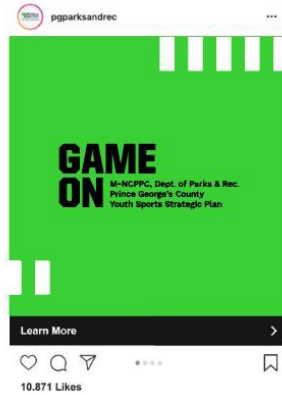 pgparksandrec
GAME
ON
M-NCPPC, Dept. of Parks & Rec.
Prince George's County
Youth Sports Strategic Plan
Learn More
10.871 Likes